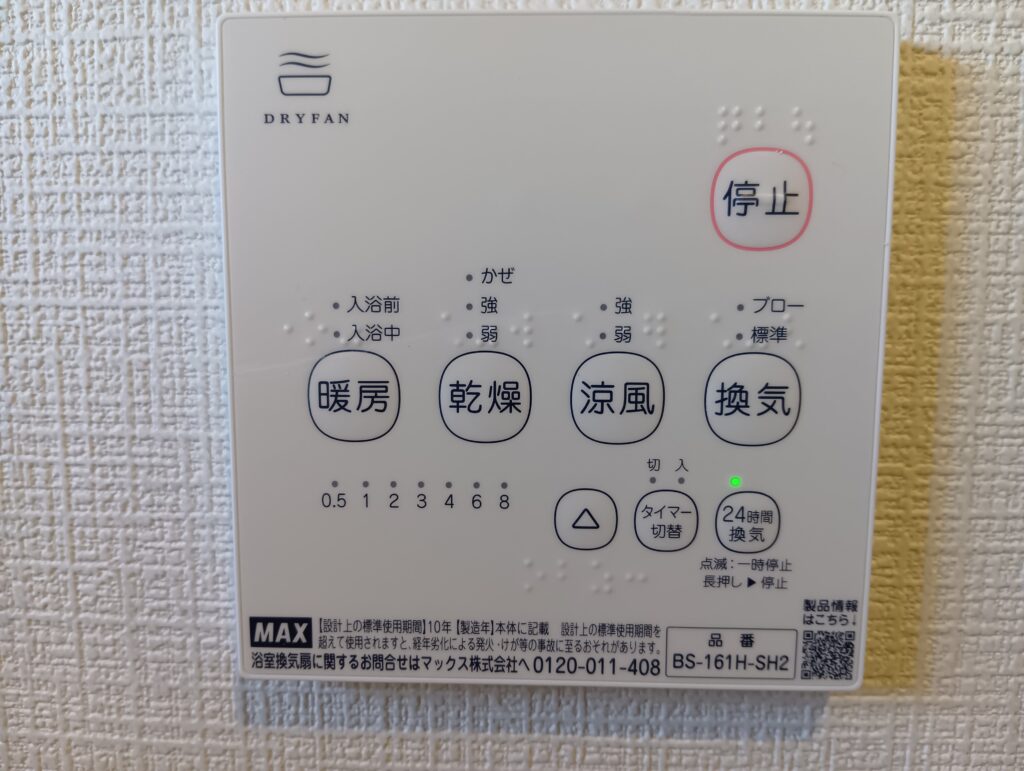 DRYFAN
停止
かぜ
入浴前 強 強 ブロー
入浴中 弱 弱 標準
暖房 乾燥 涼風 換気
切 入
0.5 1 2 3 4 6 8
△
タイマー
切替
24時間
換気
点滅:一時停止
長押し▶停止
製品情報
はこちら↓
MAX
【設計上の標準使用期間】10年【製造年】本体に記載 設計上の標準使用期間を
超えて使用されますと、経年劣化による発火・けが等の事故に至るおそれがあります。
浴室換気扇に関するお問合せはマックス株式会社へ 0120-011-408
品番
BS-161H-SH2